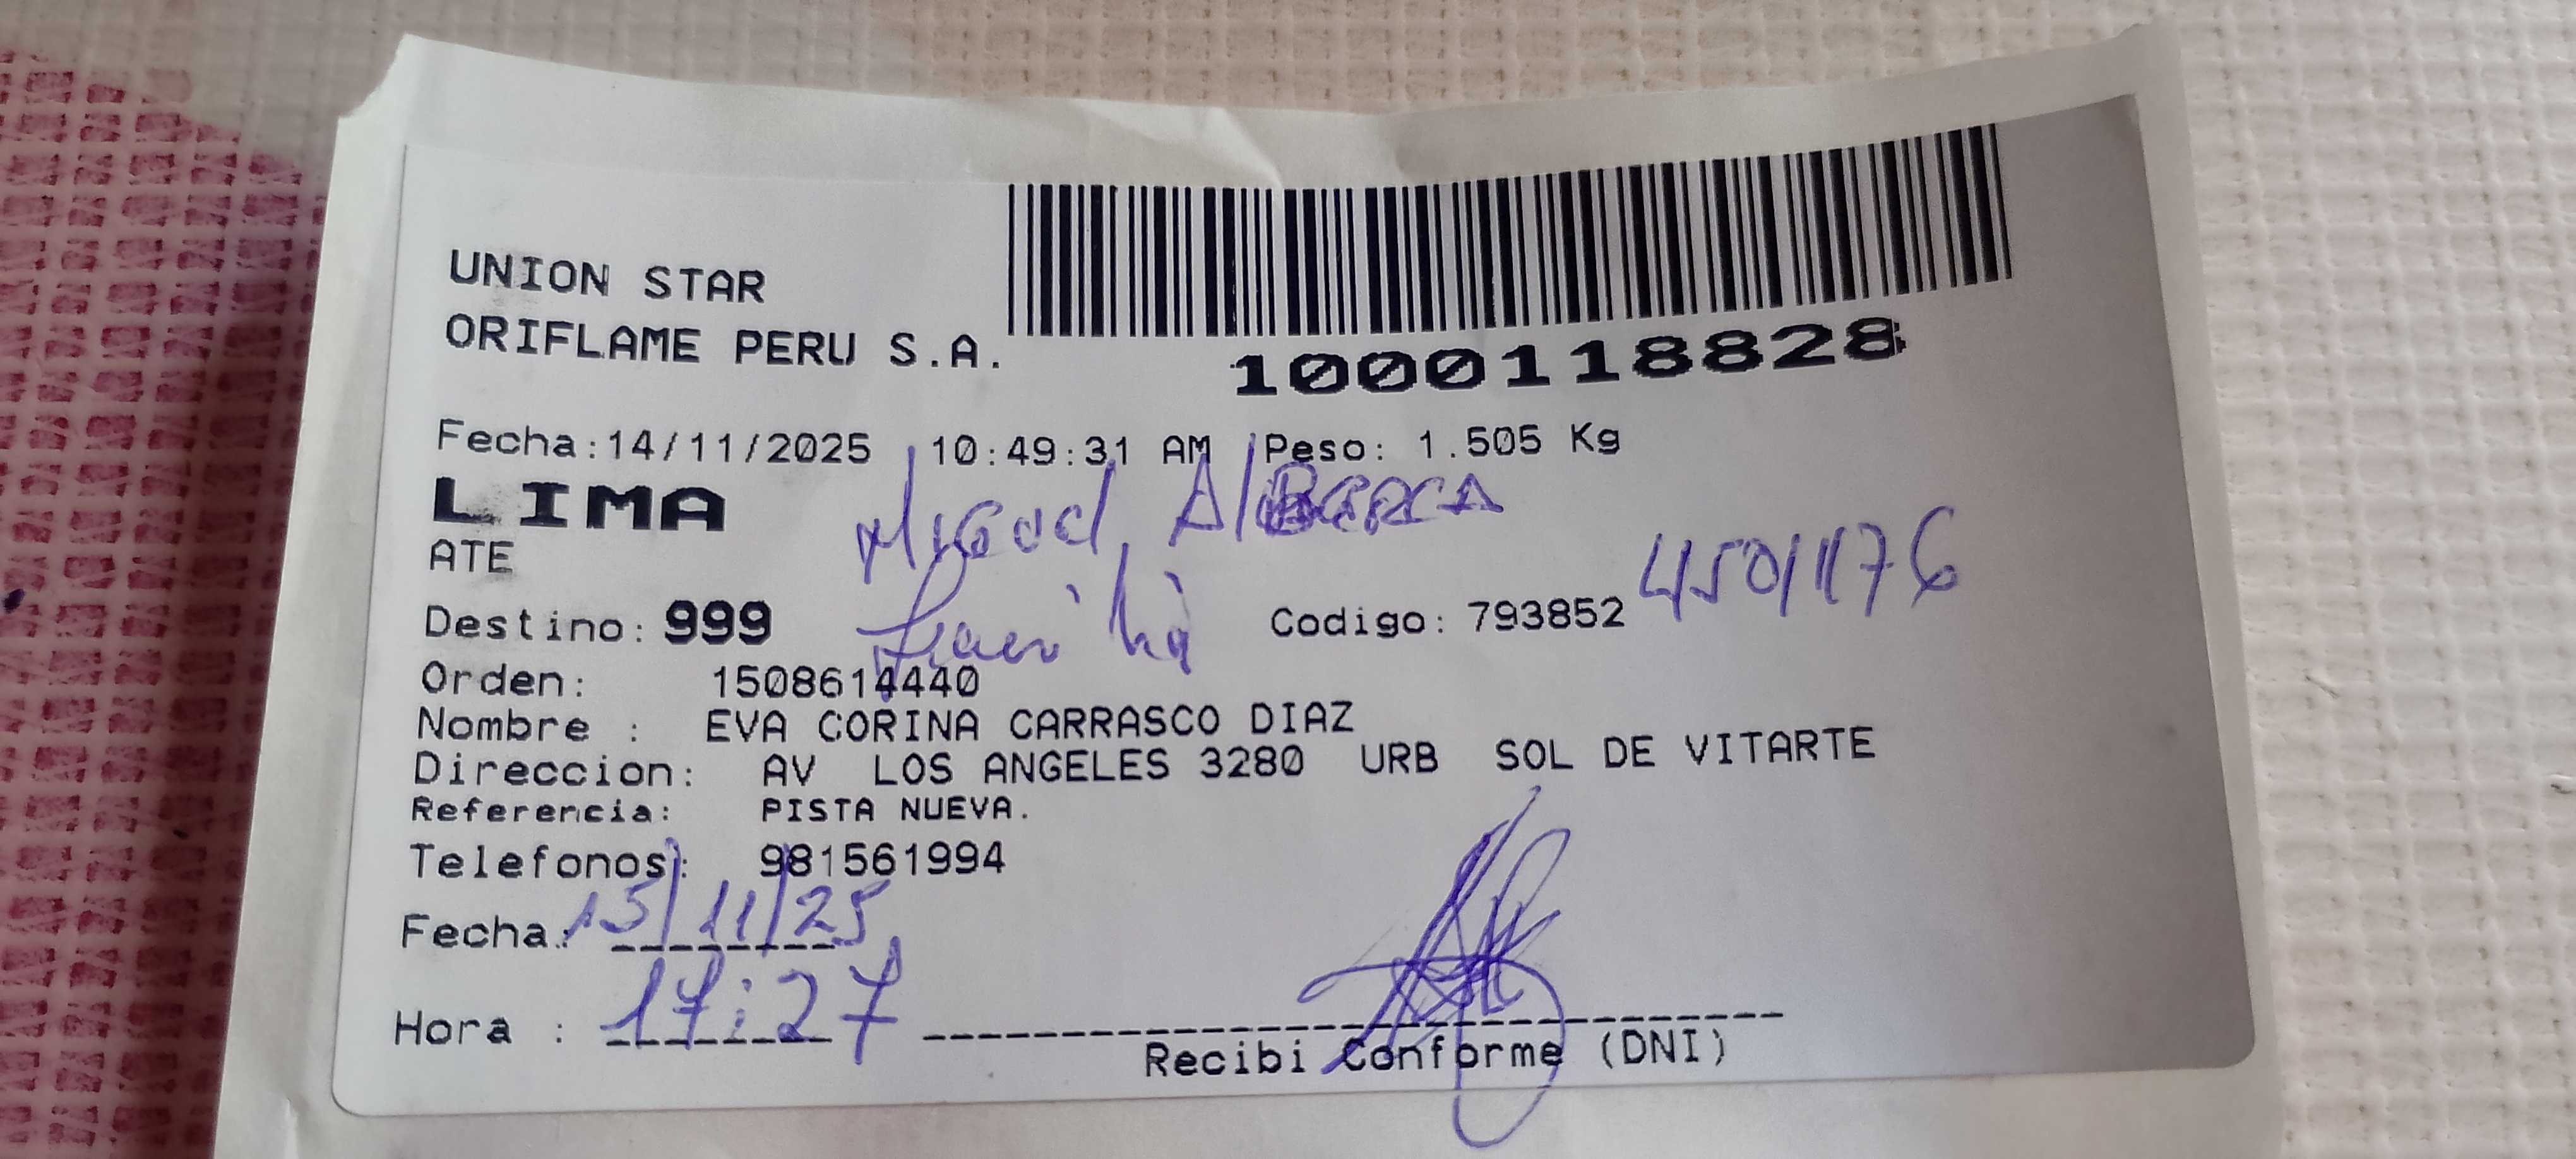 UNION STAR
ORIFLAME PERU S.A.
1000118828
Fecha:14/11/2025 10:49:31 AM Peso: 1.505 Kg
LIMA
Miguel Albarca
ATE
45011176
Destino: 999 Codigo: 793852
Orden: 1508614440
Nombre : EVA CORINA CARRASCO DIAZ
Direccion: AV LOS ANGELES 3280 URB SOL DE VITARTE
Referencia: PISTA NUEVA.
Telefonos: 981561994
Fecha: 15/11/25
Hora : 17:27
Recibi Conforme (DNI)